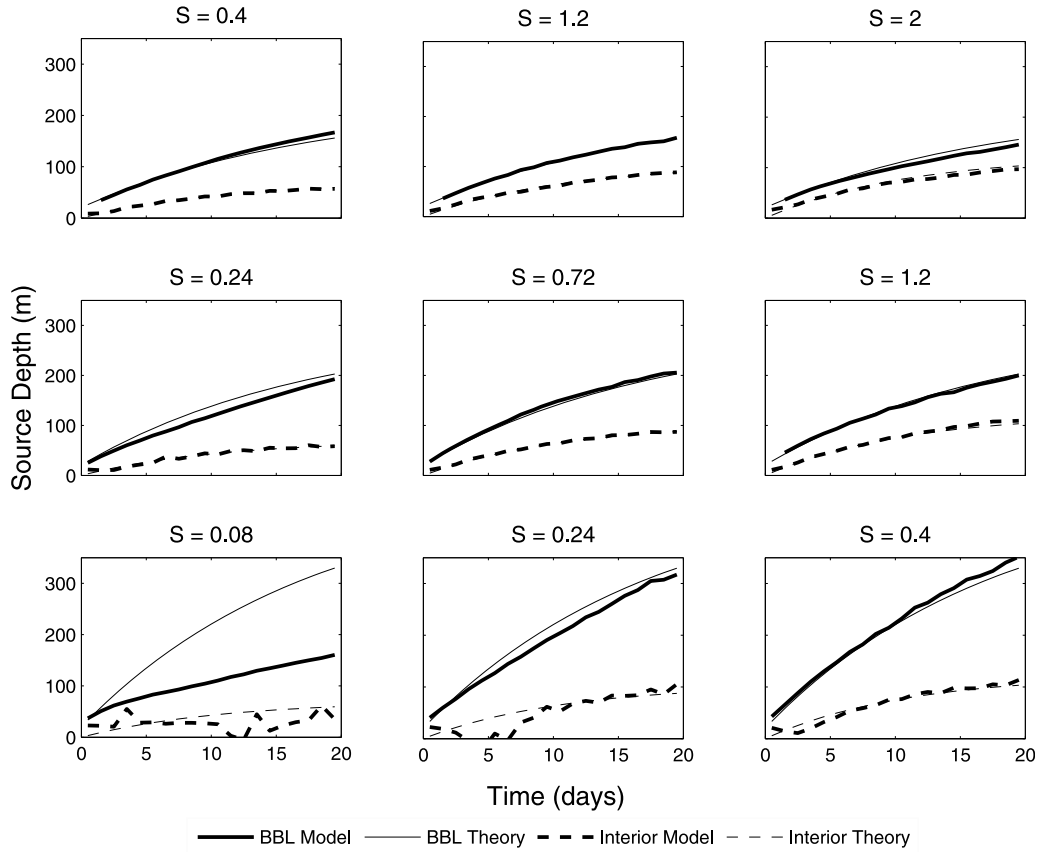 S = 0.4
S = 1.2
S = 2
300
200
100
0
S = 0.24
S = 0.72
S = 1.2
300
200
100
0
Source Depth (m)
S = 0.08
S = 0.24
S = 0.4
300
200
100
0
0 5 10 15 20
0 5 10 15 20
0 5 10 15 20
Time (days)
BBL Model BBL Theory Interior Model Interior Theory